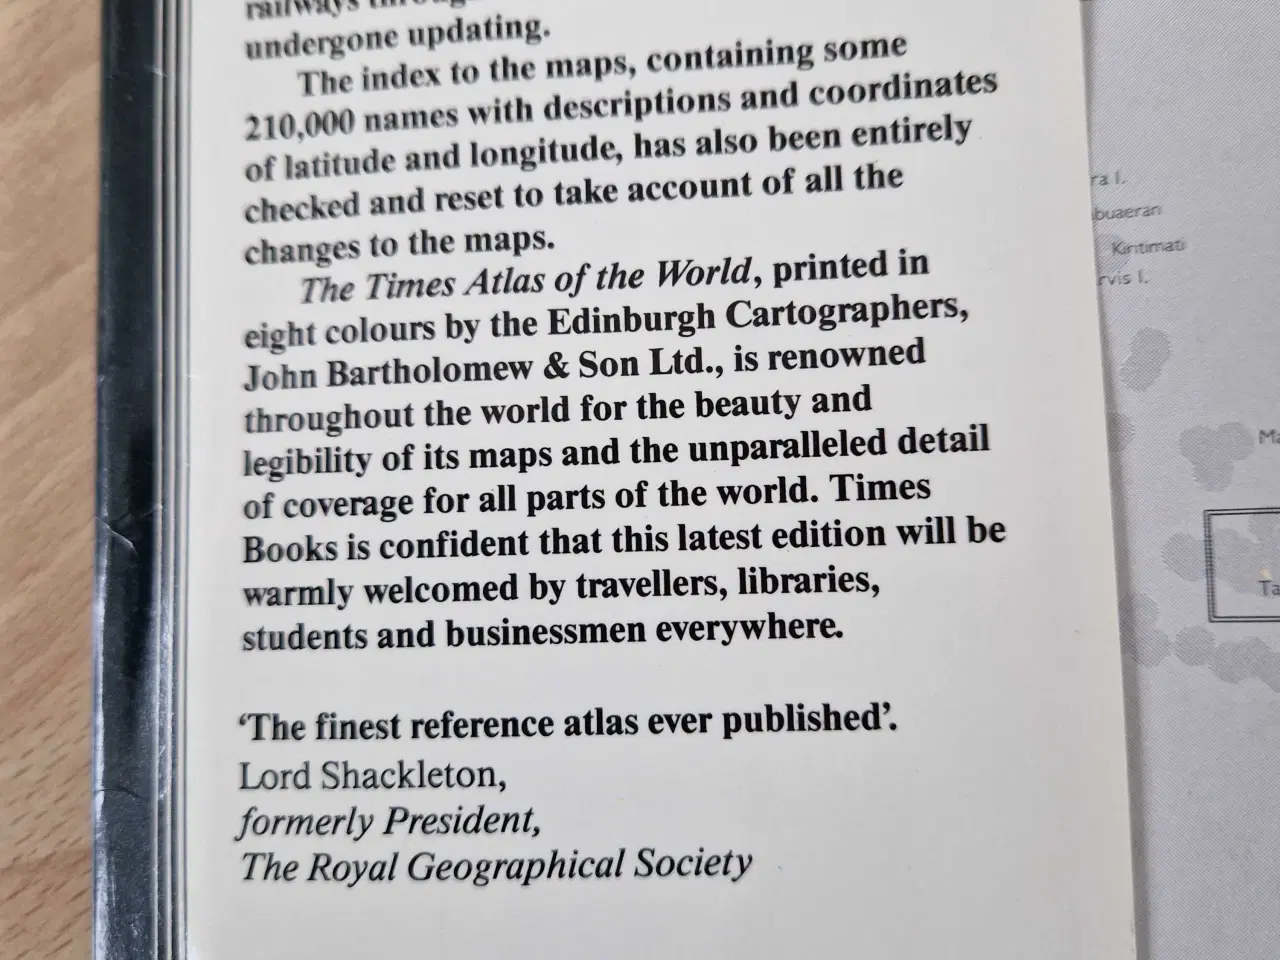 railways
undergone updating.
The index to the maps, containing some
210,000 names with descriptions and coordinates
of latitude and longitude, has also been entirely
checked and reset to take account of all the
changes to the maps.
The Times Atlas of the World, printed in
eight colours by the Edinburgh Cartographers,
John Bartholomew & Son Ltd., is renowned
throughout the world for the beauty and
legibility of its maps and the unparalleled detail
of coverage for all parts of the world. Times
Books is confident that this latest edition will be
warmly welcomed by travellers, libraries,
students and businessmen everywhere.
‘The finest reference atlas ever published’.
Lord Shackleton,
formerly President,
The Royal Geographical Society
ra I.
buaeran
Kiritimati
rvis I.
Ma
Ta